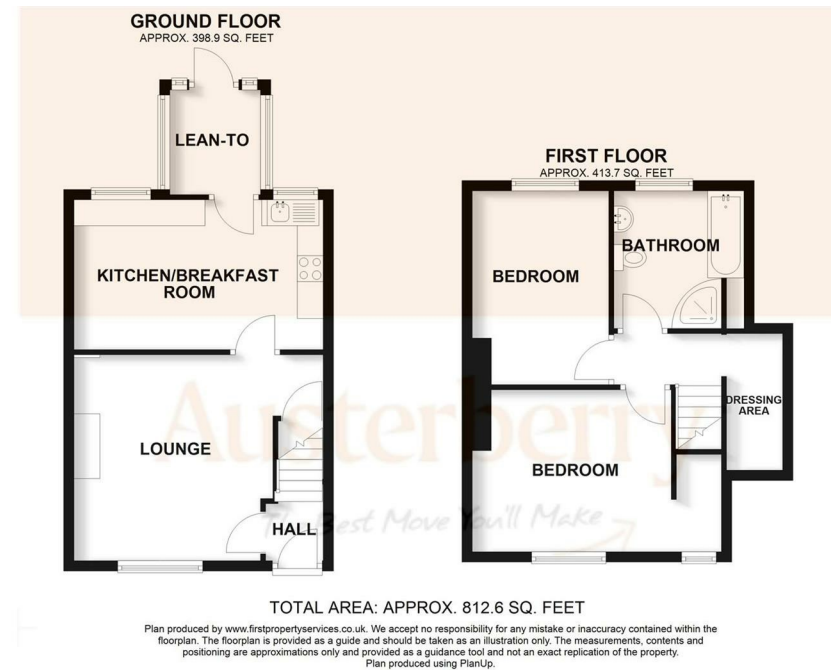 GROUND FLOOR
APPROX. 398.9 SQ. FEET
LEAN-TO
KITCHEN/BREAKFAST
ROOM
LOUNGE
HALL
FIRST FLOOR
APPROX. 413.7 SQ. FEET
BEDROOM
BATHROOM
DRESSING
AREA
BEDROOM
Austerberry
The Best Move You'll Make
TOTAL AREA: APPROX. 812.6 SQ. FEET
Plan produced by www.firstpropertyservices.co.uk. We accept no responsibility for any mistake or inaccuracy contained within the
floorplan. The floorplan is provided as a guide and should be taken as an illustration only. The measurements, contents and
positioning are approximations only and provided as a guidance tool and not an exact replication of the property.
Plan produced using PlanUp.